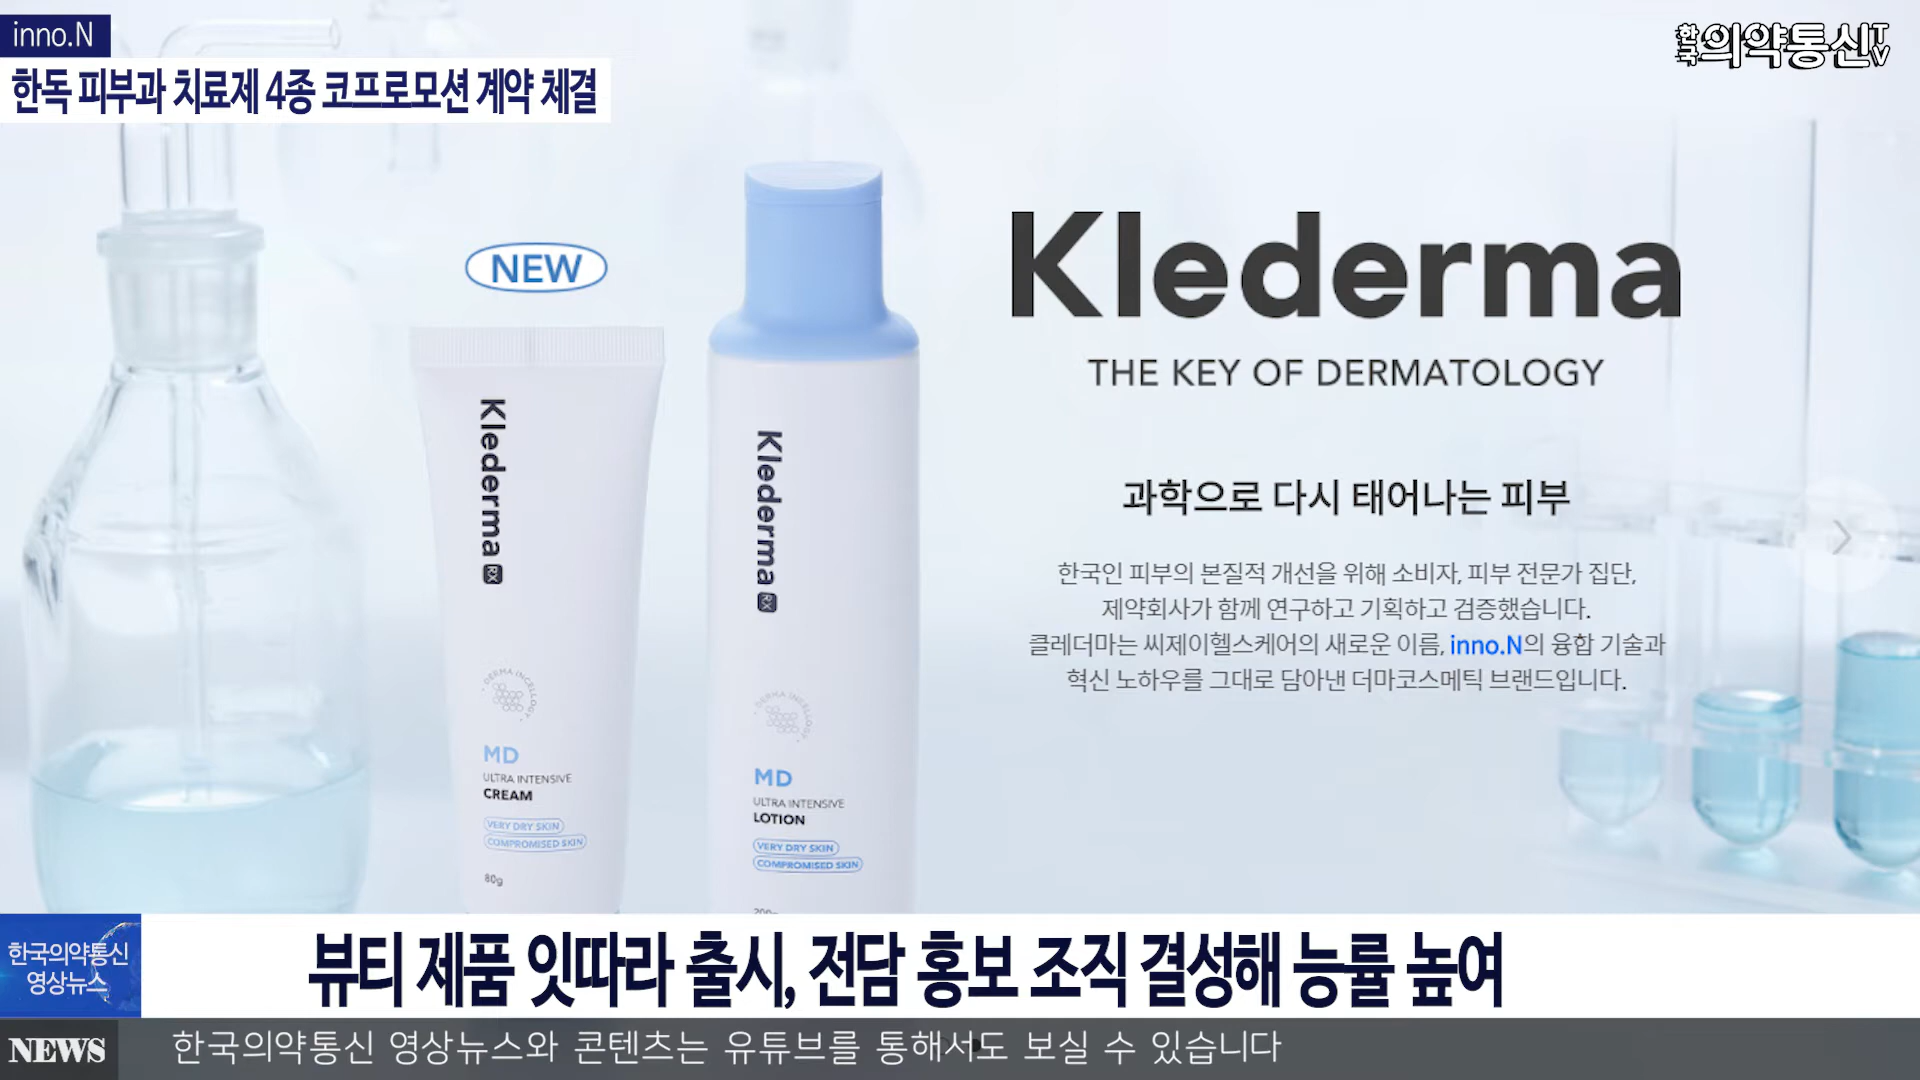 inno.N
한독 피부과 치료제 4종 코프로모션 계약 체결
한국의약통신TV
NEW
Klederma
THE KEY OF DERMATOLOGY
과학으로 다시 태어나는 피부
한국인 피부의 본질적 개선을 위해 소비자, 피부 전문가 집단,
제약회사가 함께 연구하고 기획하고 검증했습니다.
클레더마는 씨제이헬스케어의 새로운 이름, inno.N의 융합 기술과
혁신 노하우를 그대로 담아낸 더마코스메틱 브랜드입니다.
Klederma RX
DERMA INCELLOGY
MD
ULTRA INTENSIVE
CREAM
VERY DRY SKIN
COMPROMISED SKIN
80g
Klederma RX
DERMA INCELLOGY
MD
ULTRA INTENSIVE
LOTION
VERY DRY SKIN
COMPROMISED SKIN
한국의약통신
영상뉴스
뷰티 제품 잇따라 출시, 전담 홍보 조직 결성해 능률 높여
NEWS
한국의약통신 영상뉴스와 콘텐츠는 유튜브를 통해서도 보실 수 있습니다